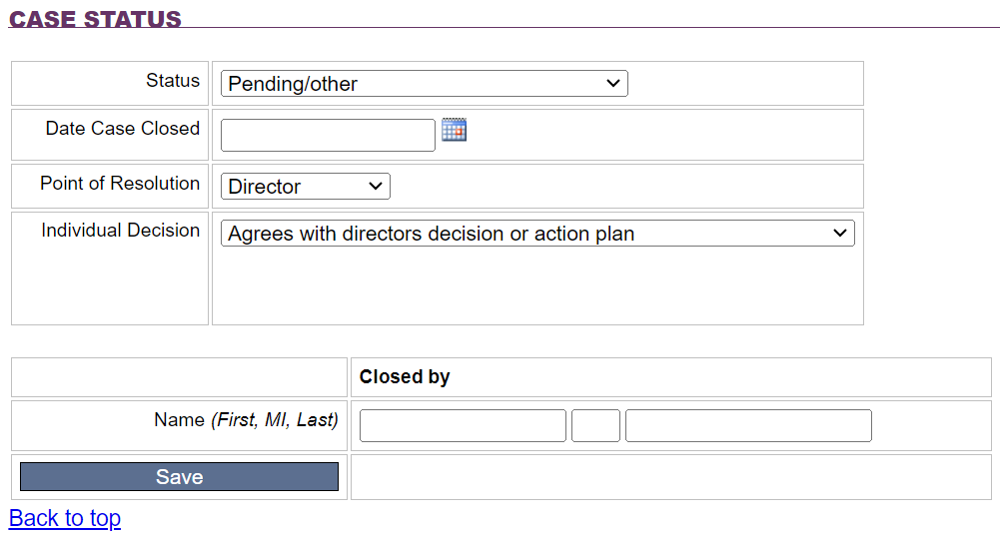 CASE STATUS
Status Pending/other
Date Case Closed
Point of Resolution Director
Individual Decision Agrees with directors decision or action plan
Closed by
Name (First, MI, Last)
Save
Back to top